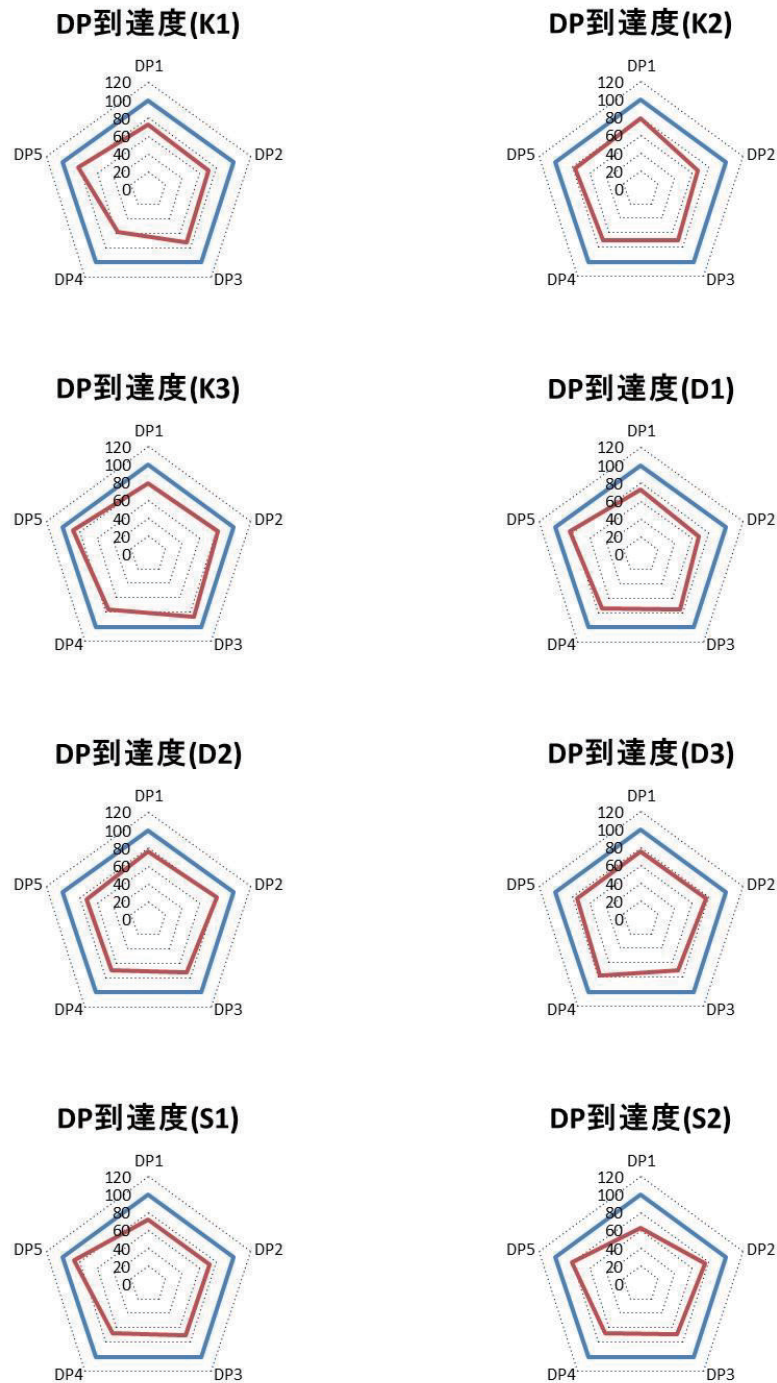 DP到達度(K1)
DP1
120
100
80
60
40
20
0
DP2
DP3
DP4
DP5
DP到達度(K2)
DP1
120
100
80
60
40
20
0
DP2
DP3
DP4
DP5
DP到達度(K3)
DP1
120
100
80
60
40
20
0
DP2
DP3
DP4
DP5
DP到達度(D1)
DP1
120
100
80
60
40
20
0
DP2
DP3
DP4
DP5
DP到達度(D2)
DP1
120
100
80
60
40
20
0
DP2
DP3
DP4
DP5
DP到達度(D3)
DP1
120
100
80
60
40
20
0
DP2
DP3
DP4
DP5
DP到達度(S1)
DP1
120
100
80
60
40
20
0
DP2
DP3
DP4
DP5
DP到達度(S2)
DP1
120
100
80
60
40
20
0
DP2
DP3
DP4
DP5